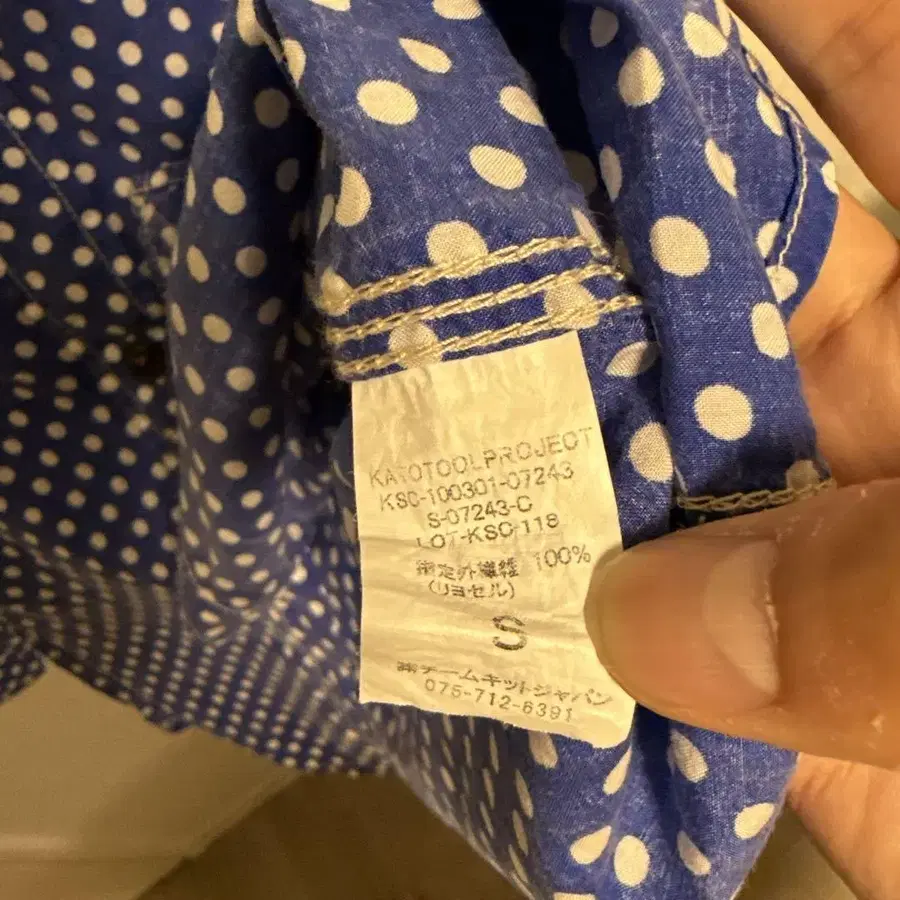 KATOTOOLPROJECT
KSC-100301-07243
S-07243-C
LOT-KSC-118
指定外繊維 100%
(リヨセル)
S
㈱チームキットジャパン
075-712-6391